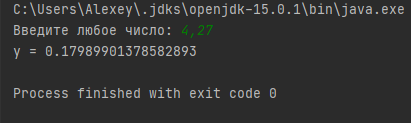 C:\Users\Alexey\.jdks\openjdk-15.0.1\bin\java.exe
Введите любое число: 4,27
y = 0.17989901378582893
Process finished with exit code 0